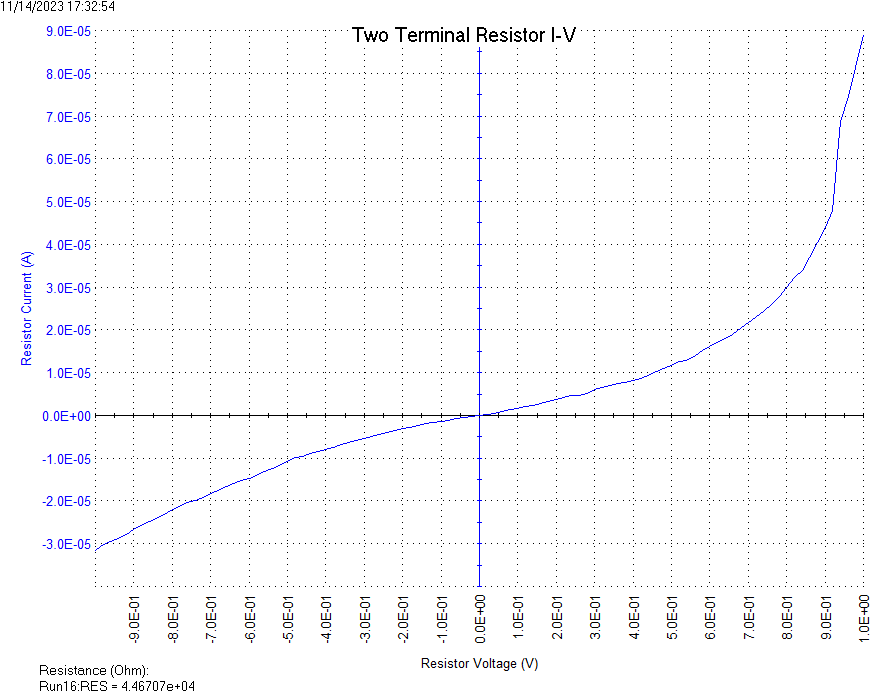 11/14/2023 17:32:54
Two Terminal Resistor I-V
9.0E-05
8.0E-05
7.0E-05
6.0E-05
5.0E-05
4.0E-05
3.0E-05
2.0E-05
1.0E-05
0.0E+00
-1.0E-05
-2.0E-05
-3.0E-05
Resistor Current (A)
-9.0E-01
-8.0E-01
-7.0E-01
-6.0E-01
-5.0E-01
-4.0E-01
-3.0E-01
-2.0E-01
-1.0E-01
0.0E+00
1.0E-01
2.0E-01
3.0E-01
4.0E-01
5.0E-01
6.0E-01
7.0E-01
8.0E-01
9.0E-01
1.0E+00
Resistor Voltage (V)
Resistance (Ohm):
Run16:RES = 4.46707e+04